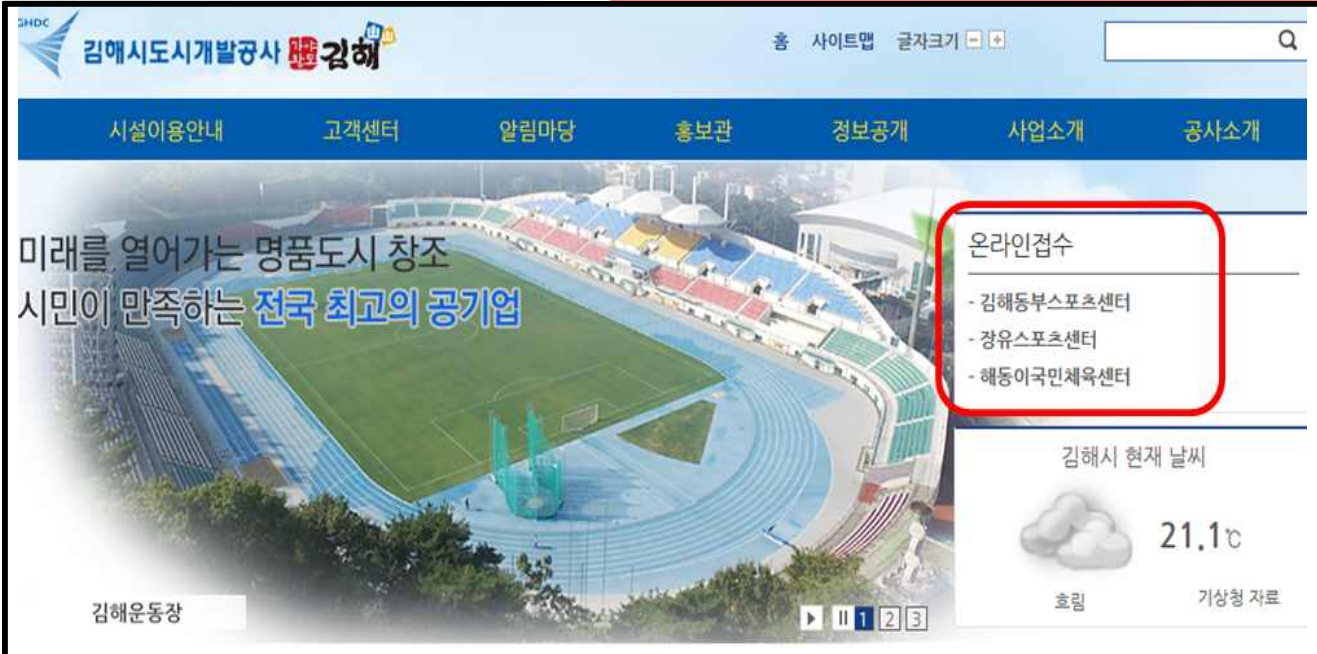 GHDC
김해시도시개발공사 가야왕도 김해
홈 사이트맵 글자크기 - +
시설이용안내 고객센터 알림마당 홍보관 정보공개 사업소개 공사소개
미래를 열어가는 명품도시 창조
시민이 만족하는 전국 최고의 공기업
온라인접수
- 김해동부스포츠센터
- 장유스포츠센터
- 해동이국민체육센터
김해시 현재 날씨
21.1℃
흐림 기상청 자료
김해운동장
1 2 3